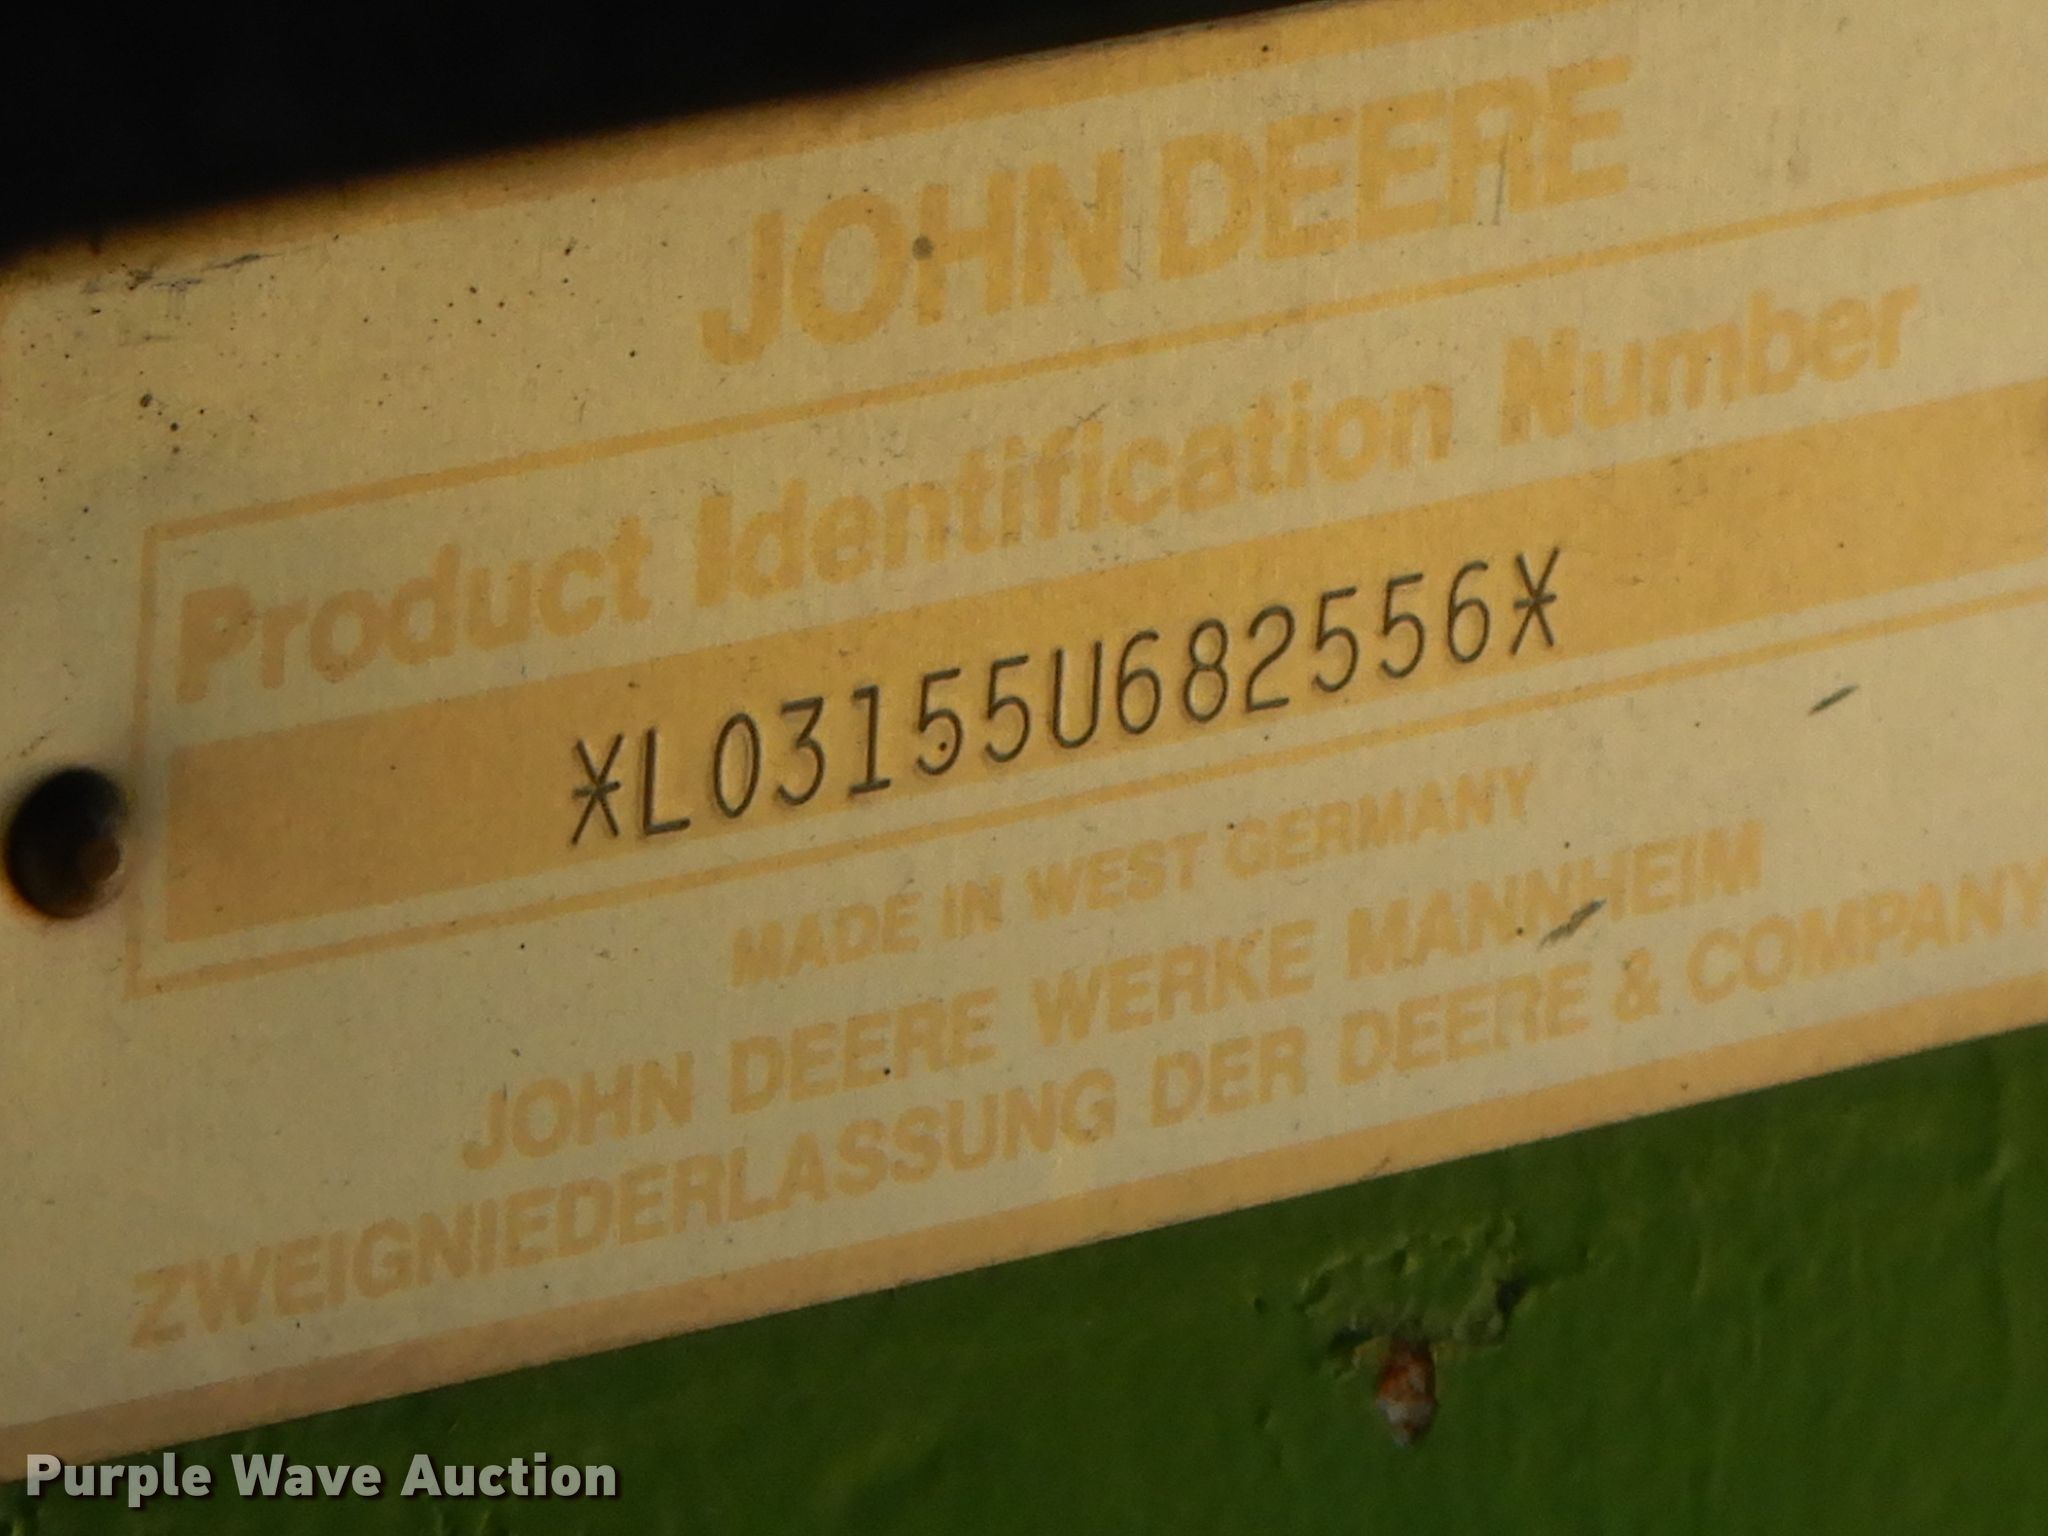 JOHN DEERE
Product Identification Number
*L03155U682556*
MADE IN WEST GERMANY
JOHN DEERE WERKE MANNHEIM
ZWEIGNIEDERLASSUNG DER DEERE & COMPANY
Purple Wave Auction